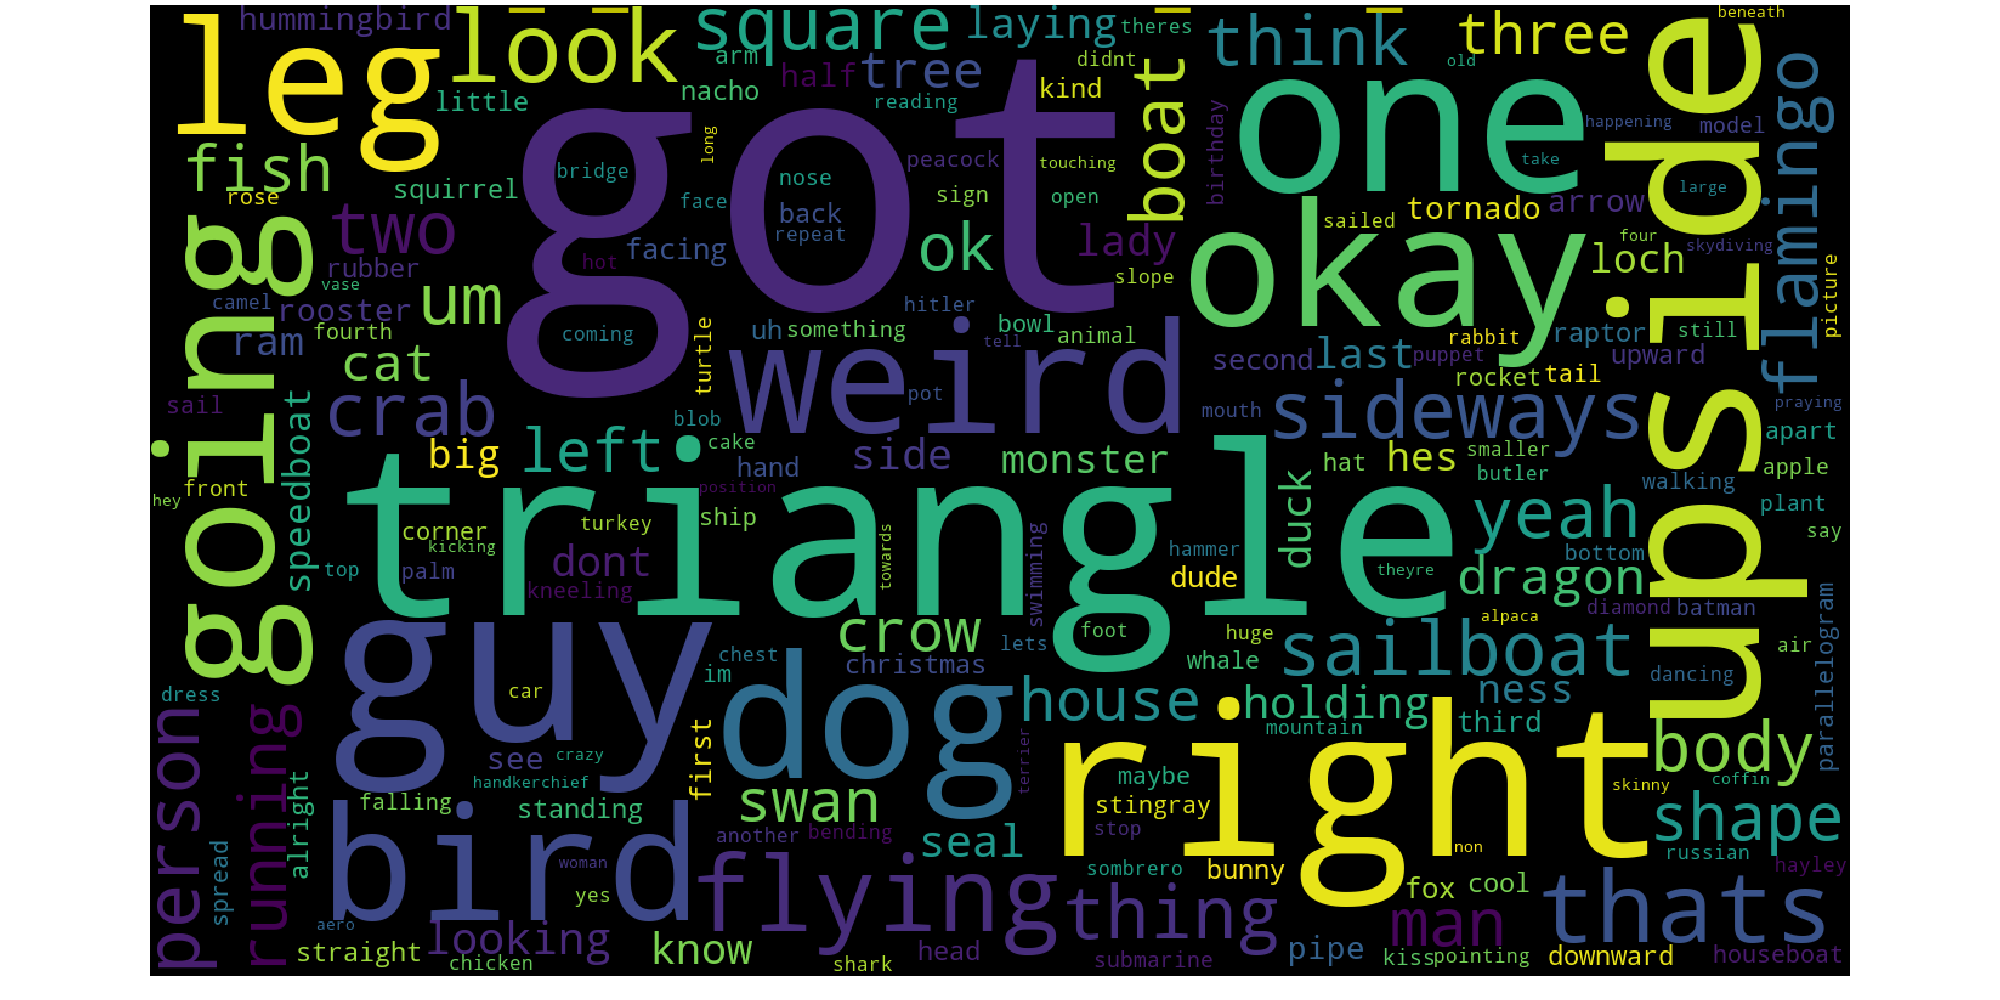 hummingbird
leg
look
square
laying
theres
think
three
beneath
arm
didnt
old
little
nacho
half
tree
reading
kind
boat
one
upside
flamingo
got
happening
model
fish
rose
squirrel
bridge
long
nose
back
repeat
face
peacock
touching
sign
open
birthday
take
large
two
rubber
vase
hot
facing
ok
lady
okay
sailed
tornado
arrow
four
skydiving
loch
going
camel
rooster
um
slope
picture
ram
fourth
coming
turtle
uh
something
hitler
bowl
animal
tell
weird
second
last
puppet
rabbit
raptor
upward
still
cat
rocket
tail
sail
crab
speedboat
blob
pot
mouth
sideways
praying
apart
big
left
cake
hand
side
monster
hat
hes
smaller
butler
walking
apple
hey
front
position
triangle
duck
yeah
plant
say
corner
kicking
turkey
ship
top
palm
dont
kneeling
towards
swimming
hammer
dude
theyre
bottom
dragon
diamond
batman
parallelogram
guy
crow
foot
lets
huge
alpaca
sailboat
air
dress
car
chest
im
christmas
whale
dancing
person
running
dog
house
holding
ness
third
mountain
see
crazy
first
terrier
right
body
alright
handkerchief
maybe
skinny
coffin
falling
standing
swan
stingray
shape
spread
bird
another
bending
seal
stop
non
russian
woman
yes
flying
sombrero
bunny
fox
cool
hayley
aero
thing
man
thats
straight
looking
know
head
pipe
downward
houseboat
chicken
shark
submarine
kiss
pointing